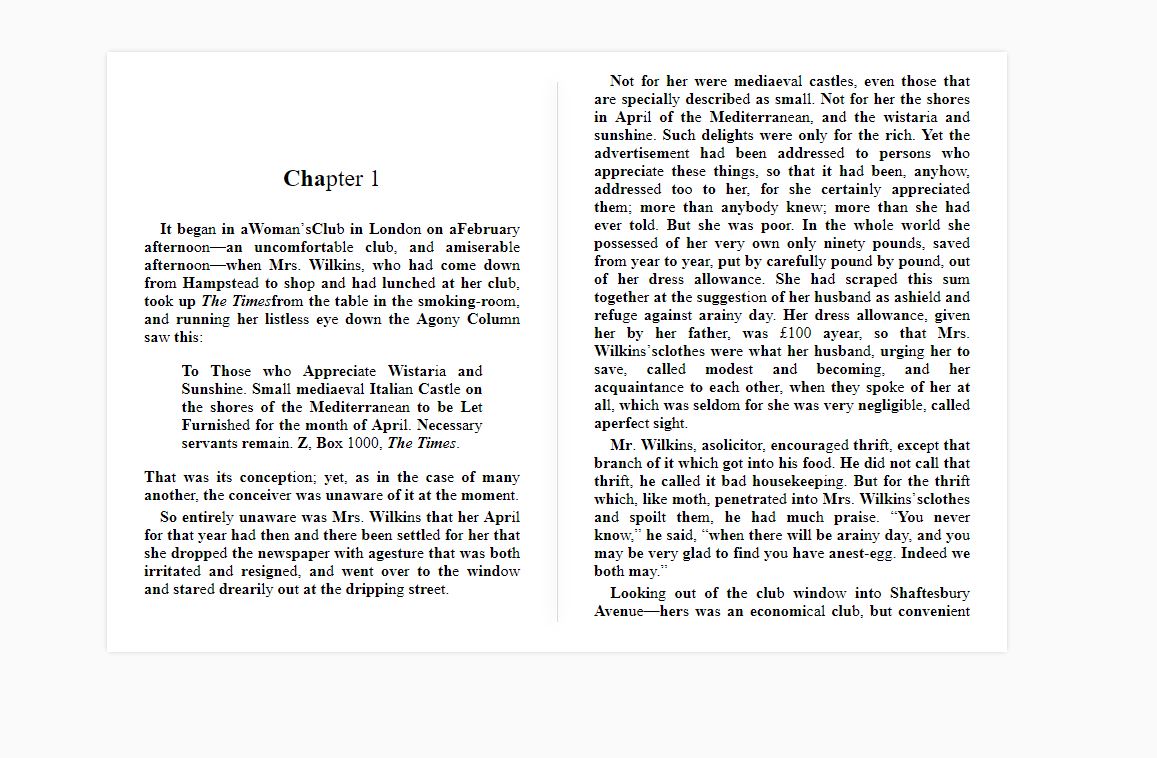 Chapter 1
It began in aWoman’sClub in London on aFebruary
afternoon—an uncomfortable club, and amiserable
afternoon—when Mrs. Wilkins, who had come down
from Hampstead to shop and had lunched at her club,
took up The Timesfrom the table in the smoking-room,
and running her listless eye down the Agony Column
saw this:
To Those who Appreciate Wistaria and
Sunshine. Small mediaeval Italian Castle on
the shores of the Mediterranean to be Let
Furnished for the month of April. Necessary
servants remain. Z, Box 1000, The Times.
That was its conception; yet, as in the case of many
another, the conceiver was unaware of it at the moment.
So entirely unaware was Mrs. Wilkins that her April
for that year had then and there been settled for her that
she dropped the newspaper with agesture that was both
irritated and resigned, and went over to the window
and stared drearily out at the dripping street.
Not for her were mediaeval castles, even those that
are specially described as small. Not for her the shores
in April of the Mediterranean, and the wistaria and
sunshine. Such delights were only for the rich. Yet the
advertisement had been addressed to persons who
appreciate these things, so that it had been, anyhow,
addressed too to her, for she certainly appreciated
them; more than anybody knew; more than she had
ever told. But she was poor. In the whole world she
possessed of her very own only ninety pounds, saved
from year to year, put by carefully pound by pound, out
of her dress allowance. She had scraped this sum
together at the suggestion of her husband as ashield and
refuge against arainy day. Her dress allowance, given
her by her father, was £100 ayear, so that Mrs.
Wilkins’sclothes were what her husband, urging her to
save, called modest and becoming, and her
acquaintance to each other, when they spoke of her at
all, which was seldom for she was very negligible, called
aperfect sight.
Mr. Wilkins, asolicitor, encouraged thrift, except that
branch of it which got into his food. He did not call that
thrift, he called it bad housekeeping. But for the thrift
which, like moth, penetrated into Mrs. Wilkins’sclothes
and spoilt them, he had much praise. “You never
know,” he said, “when there will be arainy day, and you
may be very glad to find you have anest-egg. Indeed we
both may.”
Looking out of the club window into Shaftesbury
Avenue—hers was an economical club, but convenient